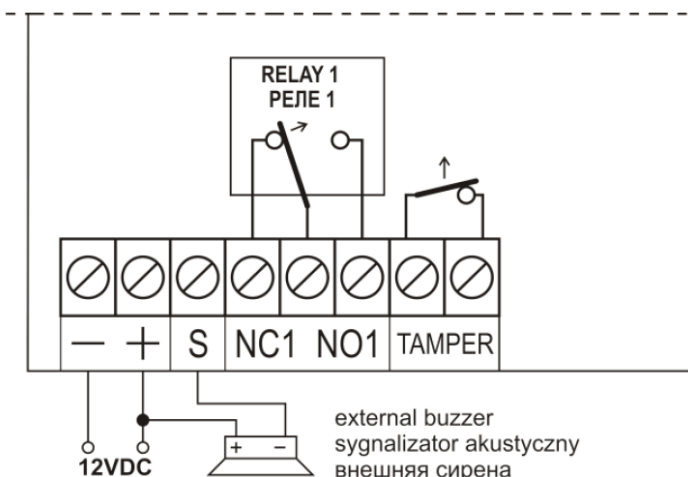 RELAY 1
РЕЛЕ 1
− + S NC1 NO1 TAMPER
+ −
12VDC
external buzzer
sygnalizator akustyczny
внешняя сирена